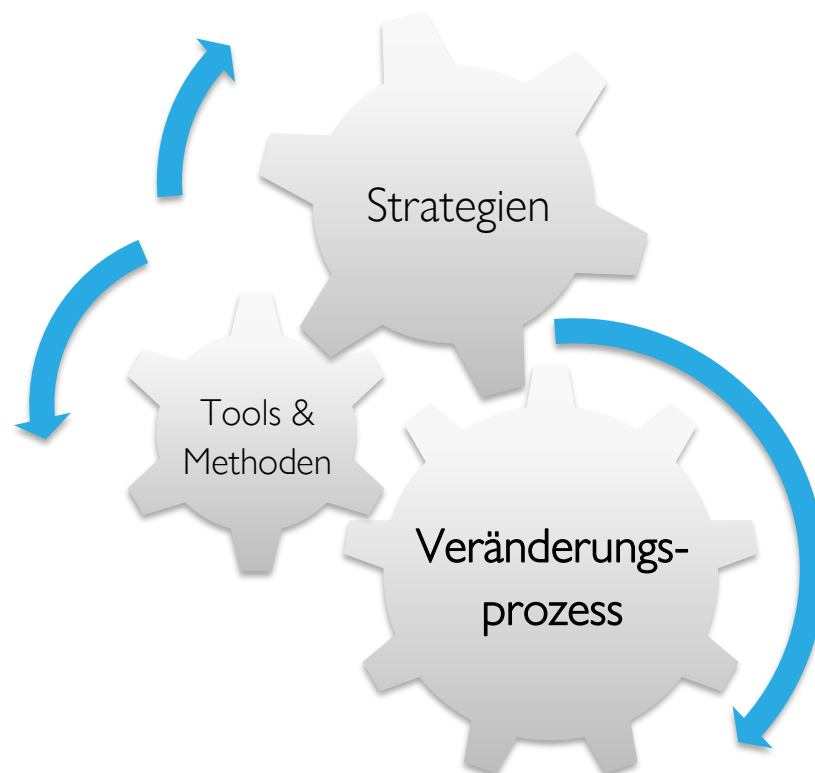 Strategien
Tools &
Methoden
Veränderungs-
prozess